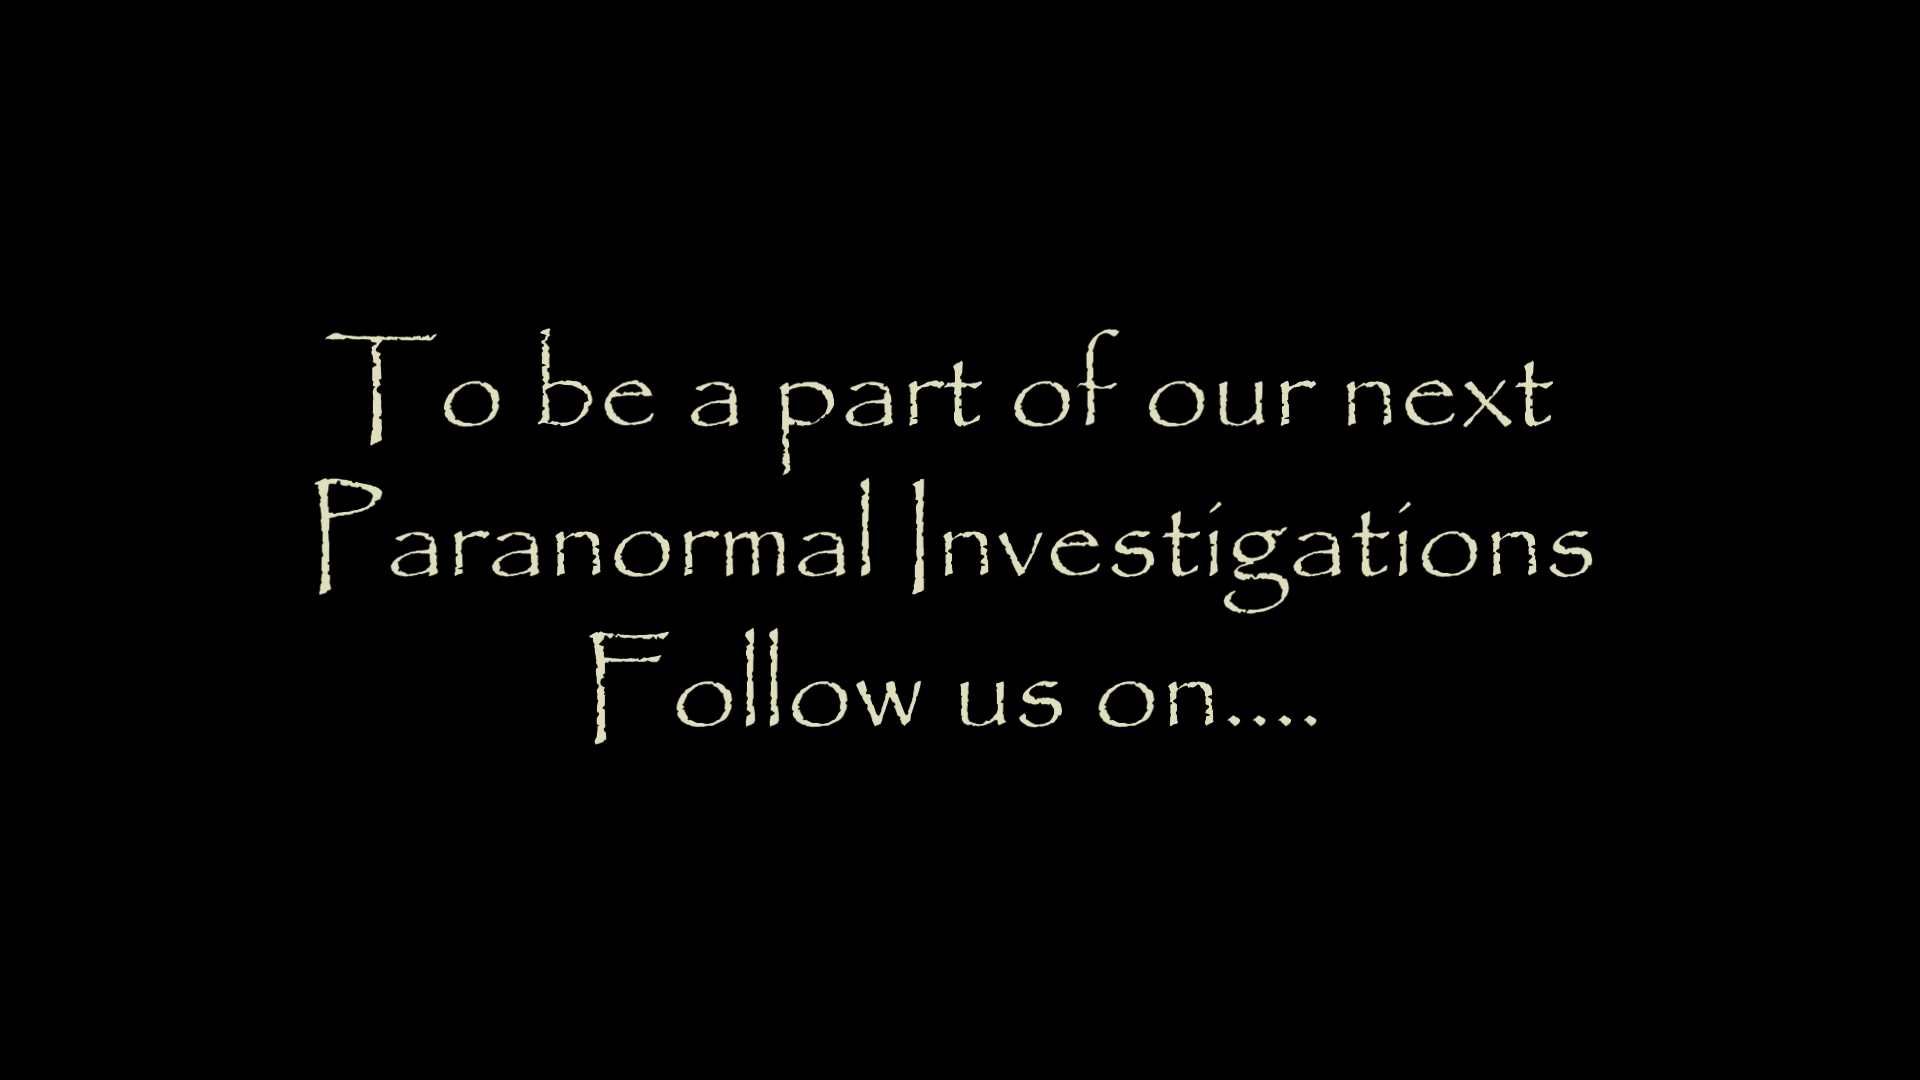 To be a part of our next
Paranormal Investigations
Follow us on....